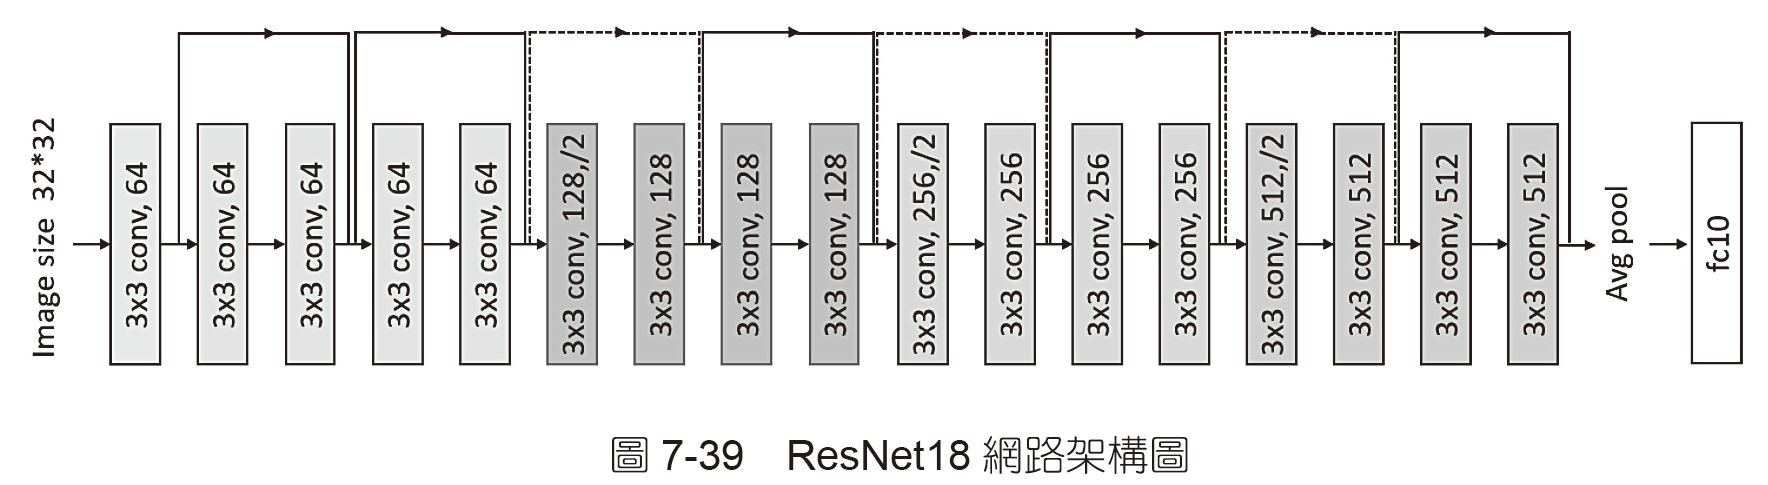 Image size 32*32
3x3 conv, 64
3x3 conv, 64
3x3 conv, 64
3x3 conv, 64
3x3 conv, 64
3x3 conv, 128,/2
3x3 conv, 128
3x3 conv, 128
3x3 conv, 128
3x3 conv, 256,/2
3x3 conv, 256
3x3 conv, 256
3x3 conv, 256
3x3 conv, 512,/2
3x3 conv, 512
3x3 conv, 512
3x3 conv, 512
Avg pool
fc10
圖 7-39 ResNet18 網路架構圖